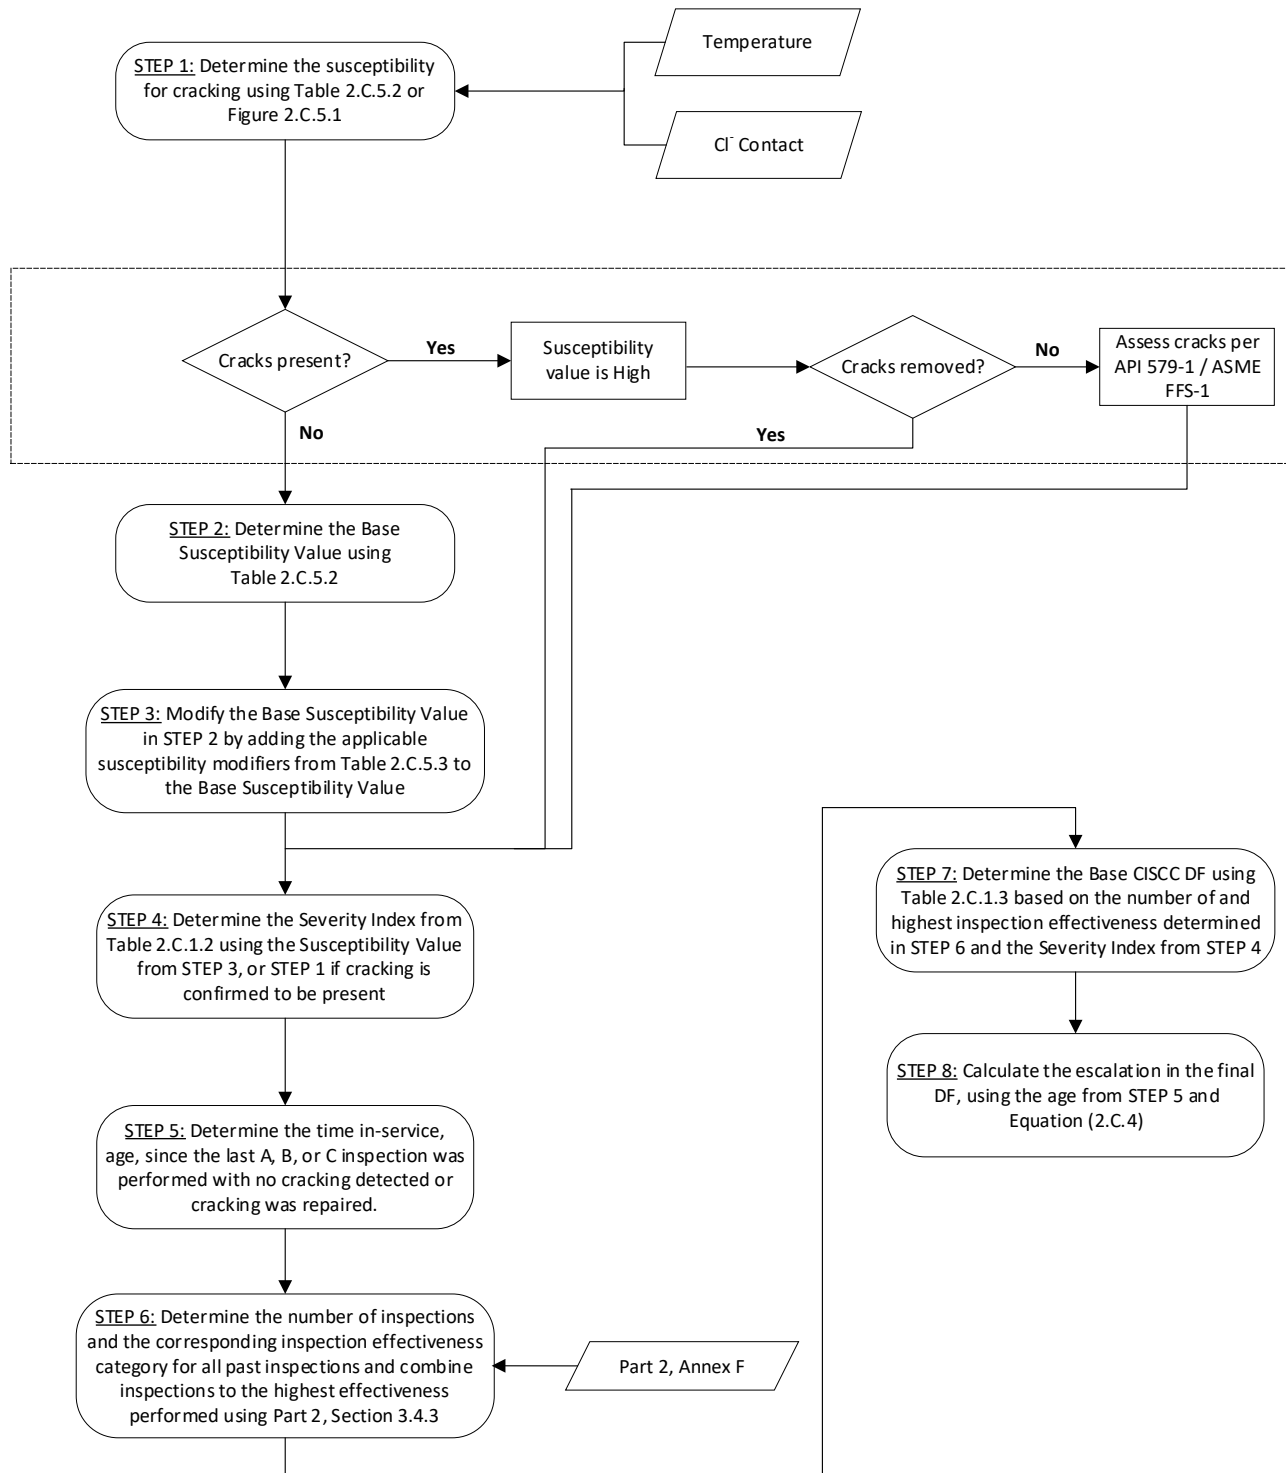 Temperature
STEP 1: Determine the susceptibility
for cracking using Table 2.C.5.2 or
Figure 2.C.5.1
Cl⁻ Contact
Cracks present?
Yes
Susceptibility
value is High
Cracks removed?
No
Assess cracks per
API 579-1 / ASME
FFS-1
No
Yes
STEP 2: Determine the Base
Susceptibility Value using
Table 2.C.5.2
STEP 3: Modify the Base Susceptibility Value
in STEP 2 by adding the applicable
susceptibility modifiers from Table 2.C.5.3 to
the Base Susceptibility Value
STEP 4: Determine the Severity Index from
Table 2.C.1.2 using the Susceptibility Value
from STEP 3, or STEP 1 if cracking is
confirmed to be present
STEP 5: Determine the time in-service,
age, since the last A, B, or C inspection was
performed with no cracking detected or
cracking was repaired.
STEP 6: Determine the number of inspections
and the corresponding inspection effectiveness
category for all past inspections and combine
inspections to the highest effectiveness
performed using Part 2, Section 3.4.3
Part 2, Annex F
STEP 7: Determine the Base CISCC DF using
Table 2.C.1.3 based on the number of and
highest inspection effectiveness determined
in STEP 6 and the Severity Index from STEP 4
STEP 8: Calculate the escalation in the final
DF, using the age from STEP 5 and
Equation (2.C.4)